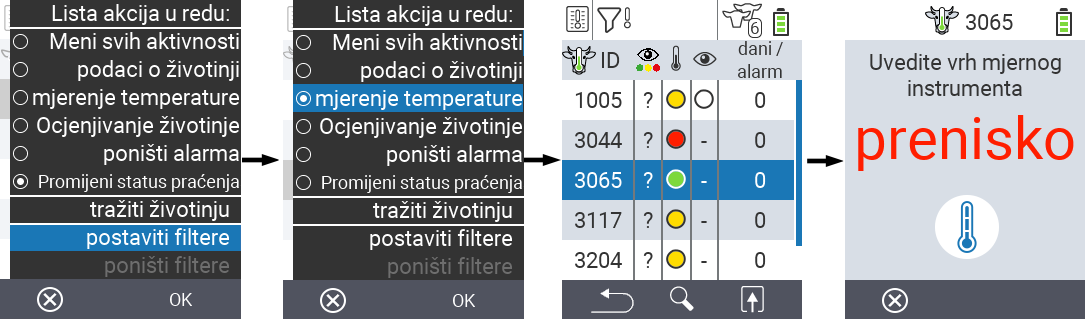 Lista akcija u redu:
Meni svih aktivnosti
podaci o životinji
mjerenje temperature
Ocjenjivanje životinje
poništi alarma
Promijeni status praćenja
tražiti životinju
postaviti filtere
poništi filtere
OK
Lista akcija u redu:
Meni svih aktivnosti
podaci o životinji
mjerenje temperature
Ocjenjivanje životinje
poništi alarma
Promijeni status praćenja
tražiti životinju
postaviti filtere
poništi filtere
OK
6
ID dani / alarm
1005 ? 0
3044 ? - 0
3065 ? - 0
3117 ? - 0
3204 ? - 0
3065
Uvedite vrh mjernog
instrumenta
prenisko